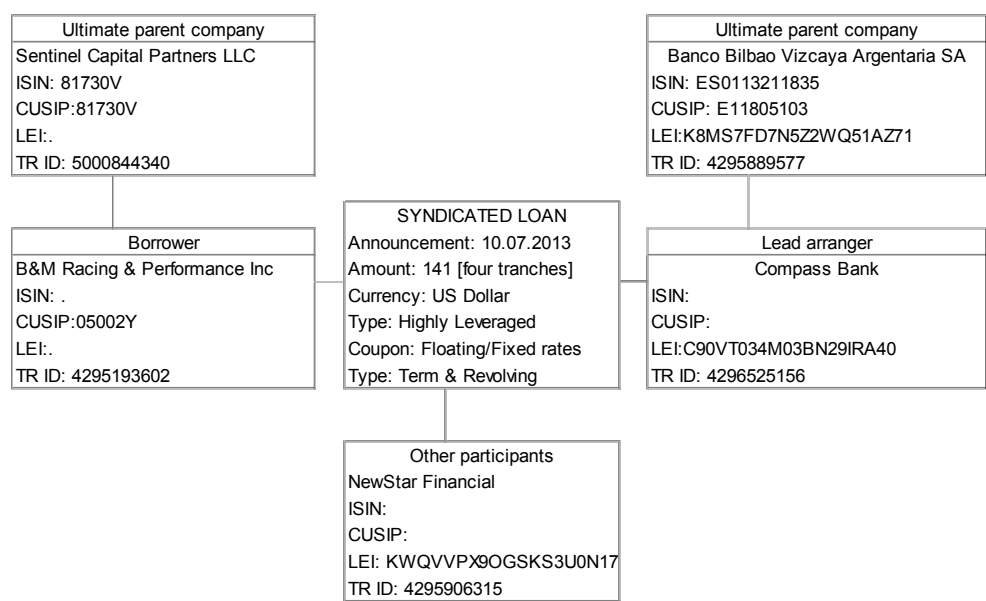 Ultimate parent company
Sentinel Capital Partners LLC
ISIN: 81730V
CUSIP:81730V
LEI:.
TR ID: 5000844340
Ultimate parent company
Banco Bilbao Vizcaya Argentaria SA
ISIN: ES0113211835
CUSIP: E11805103
LEI:K8MS7FD7N5Z2WQ51AZ71
TR ID: 4295889577
Borrower
B&M Racing & Performance Inc
ISIN: .
CUSIP:05002Y
LEI:.
TR ID: 4295193602
SYNDICATED LOAN
Announcement: 10.07.2013
Amount: 141 [four tranches]
Currency: US Dollar
Type: Highly Leveraged
Coupon: Floating/Fixed rates
Type: Term & Revolving
Lead arranger
Compass Bank
ISIN:
CUSIP:
LEI:C90VT034M03BN29IRA40
TR ID: 4296525156
Other participants
NewStar Financial
ISIN:
CUSIP:
LEI: KWQVVPX9OGSKS3U0N17
TR ID: 4295906315